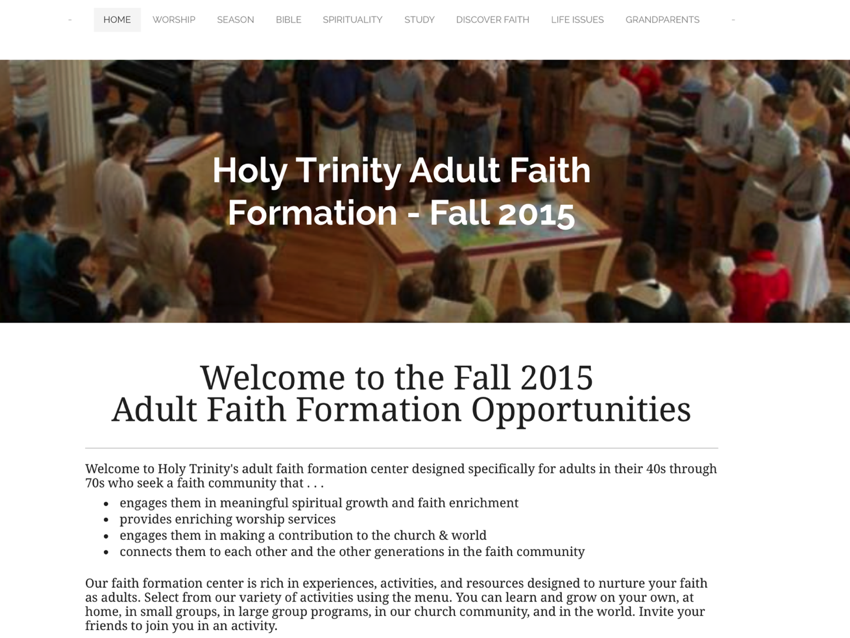 - HOME WORSHIP SEASON BIBLE SPIRITUALITY STUDY DISCOVER FAITH LIFE ISSUES GRANDPARENTS -
Holy Trinity Adult Faith
Formation - Fall 2015
Welcome to the Fall 2015
Adult Faith Formation Opportunities
Welcome to Holy Trinity's adult faith formation center designed specifically for adults in their 40s through
70s who seek a faith community that . . .
• engages them in meaningful spiritual growth and faith enrichment
• provides enriching worship services
• engages them in making a contribution to the church & world
• connects them to each other and the other generations in the faith community
Our faith formation center is rich in experiences, activities, and resources designed to nurture your faith
as adults. Select from our variety of activities using the menu. You can learn and grow on your own, at
home, in small groups, in large group programs, in our church community, and in the world. Invite your
friends to join you in an activity.